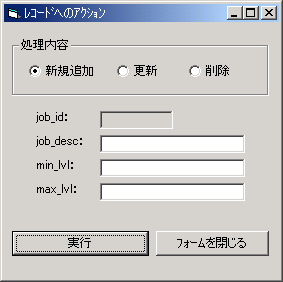 レコードへのアクション
処理内容
新規追加 更新 削除
job_id:
job_desc:
min_lvl:
max_lvl:
実行 フォームを閉じる